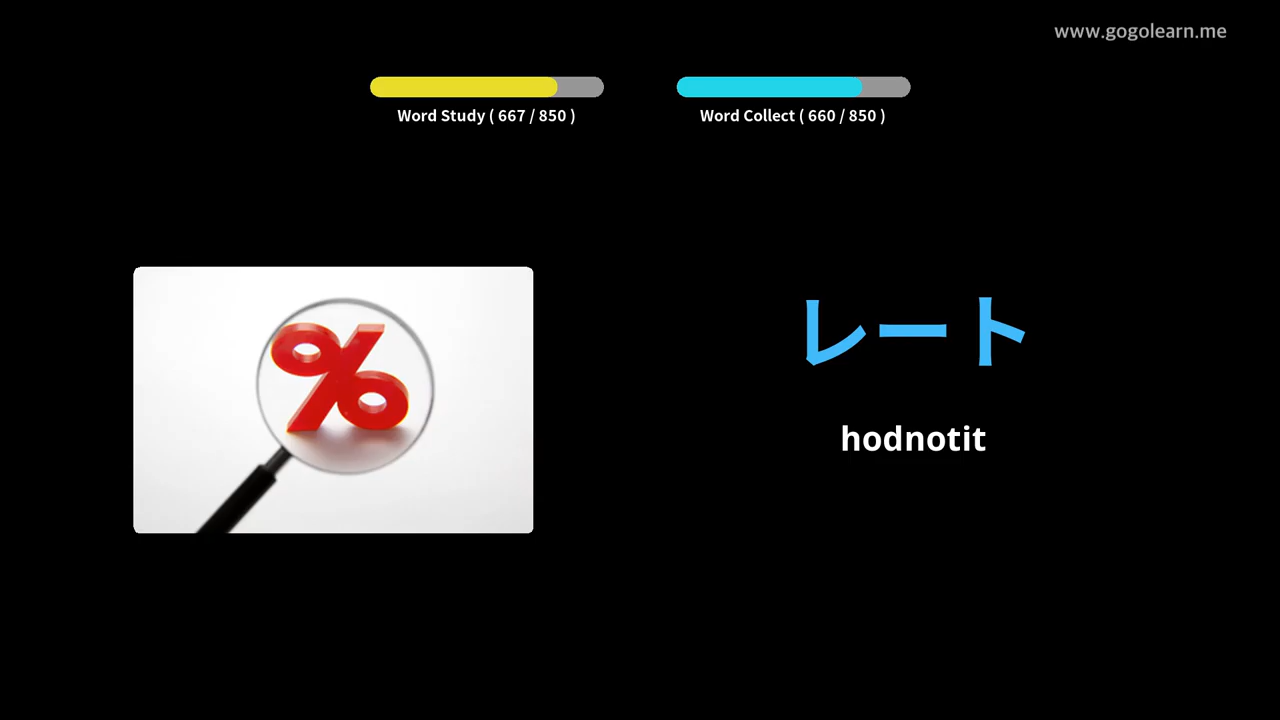 www.gogolearn.me
Word Study ( 667 / 850 )
Word Collect ( 660 / 850 )
%
レート
hodnotit